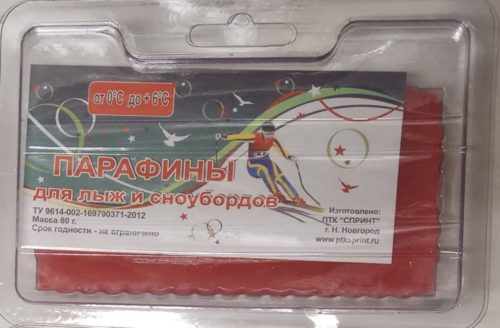 от 0°C до + 6°C
ПАРАФИНЫ
для лыж и сноубордов
ТУ 9614-002-169790371-2012
Масса 60 г.
Срок годности - не ограничено
Изготовлено:
ПТК "СПРИНТ"
г. Н. Новгород
www.ptksprint.ru